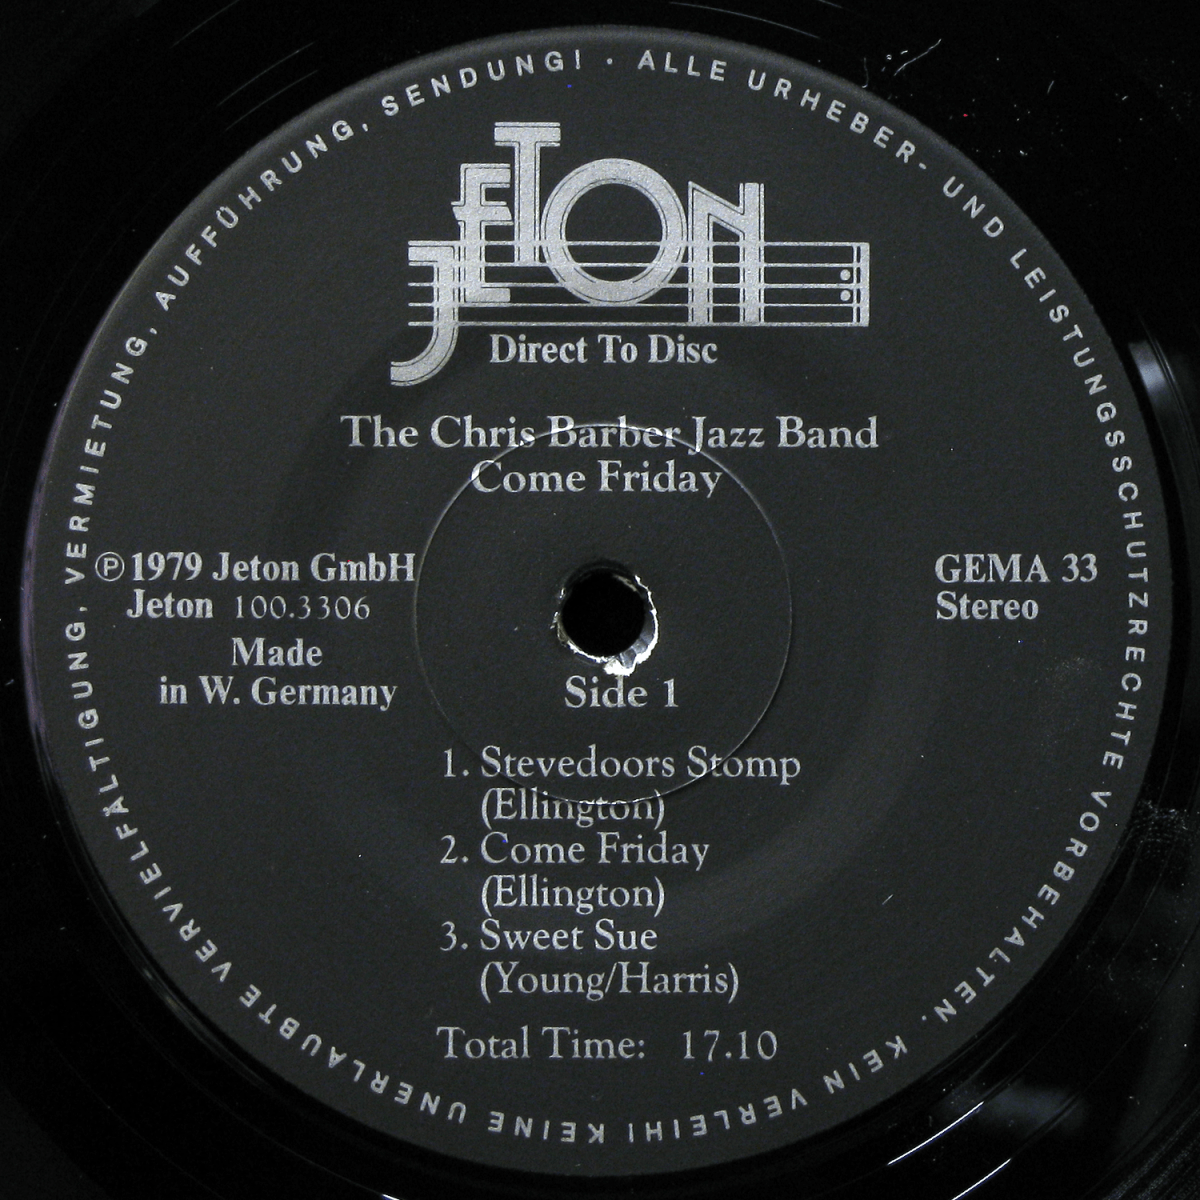 ALLE URHEBER- UND LEISTUNGSSCHUTZRECHTE VORBEHALTEN. KEIN VERLEIH! KEINE UNERLAUBTE VERVIELFÄLTIGUNG, VERMIETUNG, AUFFÜHRUNG, SENDUNG! ·
JETON
Direct To Disc
The Chris Barber Jazz Band
Come Friday
℗ 1979 Jeton GmbH
Jeton 100.3306
Made
in W. Germany
GEMA 33
Stereo
Side 1
1. Stevedoors Stomp
(Ellington)
2. Come Friday
(Ellington)
3. Sweet Sue
(Young/Harris)
Total Time: 17.10